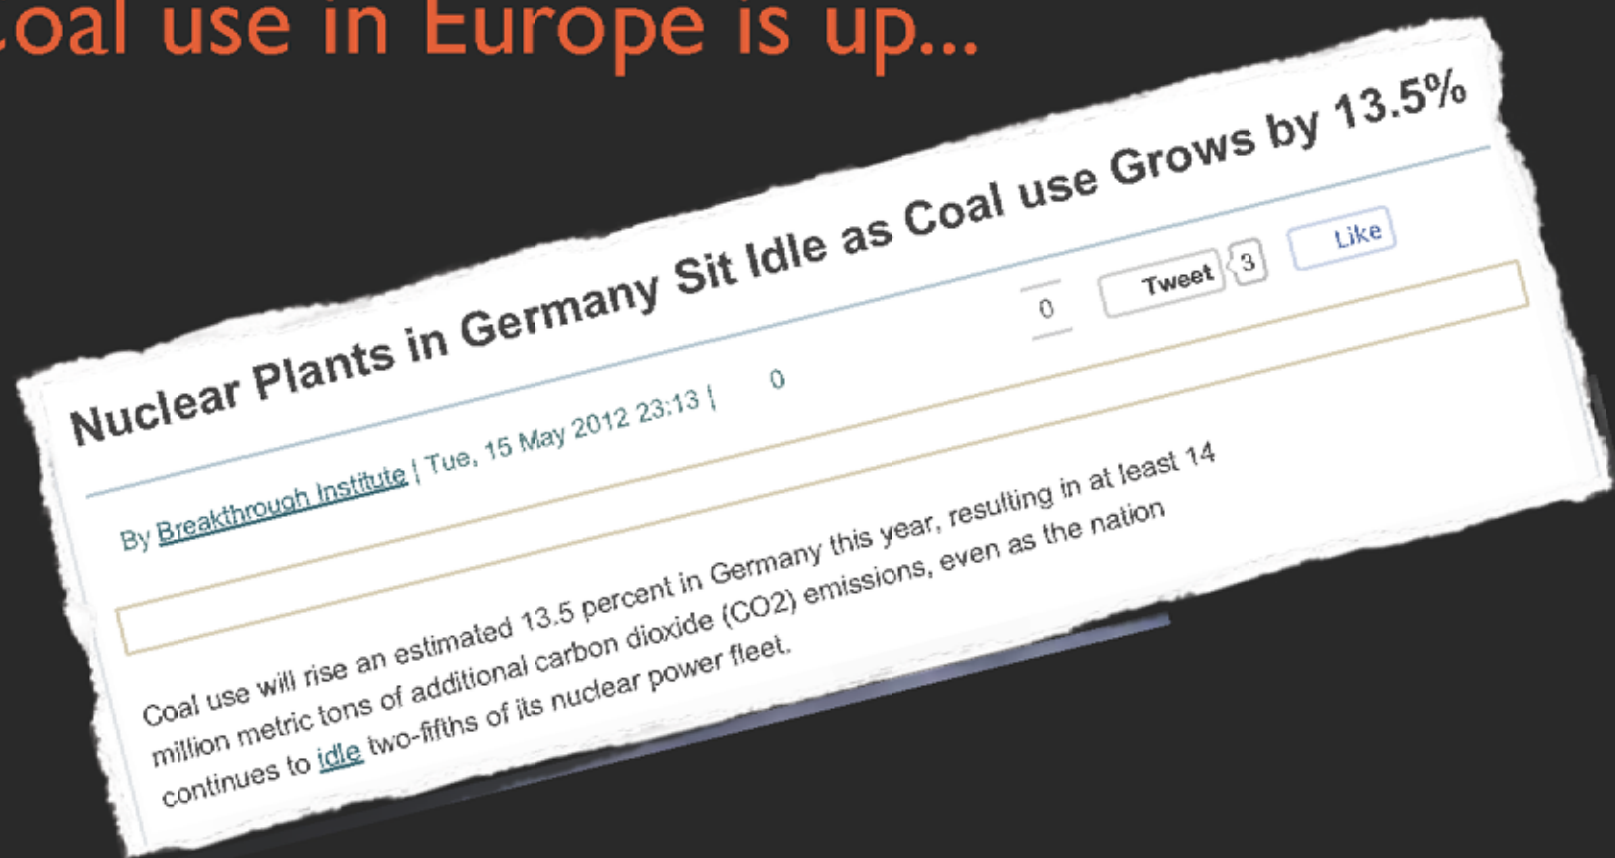 oal use in Europe is up...
Nuclear Plants in Germany Sit Idle as Coal use Grows by 13.5%
By Breakthrough Institute | Tue, 15 May 2012 23:13 | 0
0 Tweet 3 Like
Coal use will rise an estimated 13.5 percent in Germany this year, resulting in at least 14
million metric tons of additional carbon dioxide (CO2) emissions, even as the nation
continues to idle two-fifths of its nuclear power fleet.